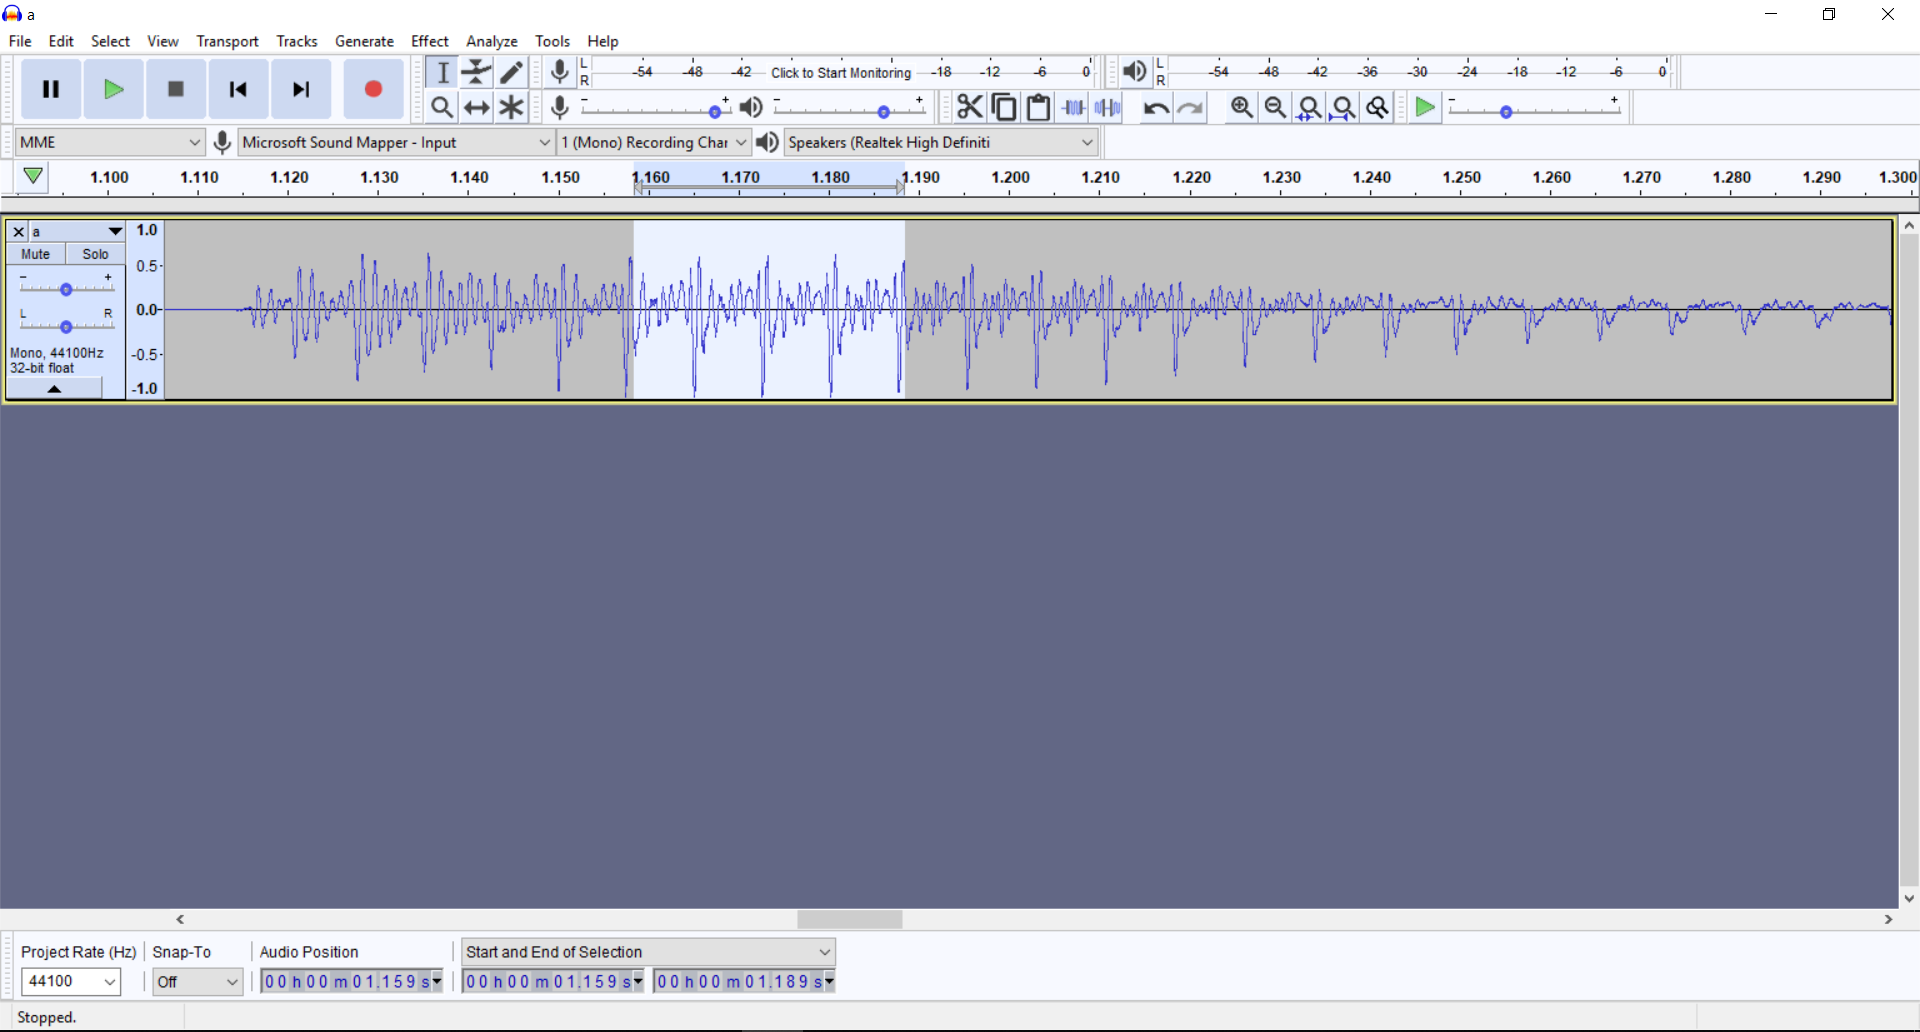 a
File Edit Select View Transport Tracks Generate Effect Analyze Tools Help
L R -54 -48 -42 Click to Start Monitoring -18 -12 -6 0 L R -54 -48 -42 -36 -30 -24 -18 -12 -6 0
- + - + - +
MME Microsoft Sound Mapper - Input 1 (Mono) Recording Char Speakers (Realtek High Definiti
1.100 1.110 1.120 1.130 1.140 1.150 1.160 1.170 1.180 1.190 1.200 1.210 1.220 1.230 1.240 1.250 1.260 1.270 1.280 1.290 1.300
a 1.0
Mute Solo
0.5
- +
L R 0.0
Mono, 44100Hz -0.5
32-bit float
-1.0
Project Rate (Hz) Snap-To Audio Position Start and End of Selection
44100 Off 00 h 00 m 01.159 s 00 h 00 m 01.159 s 00 h 00 m 01.189 s
Stopped.